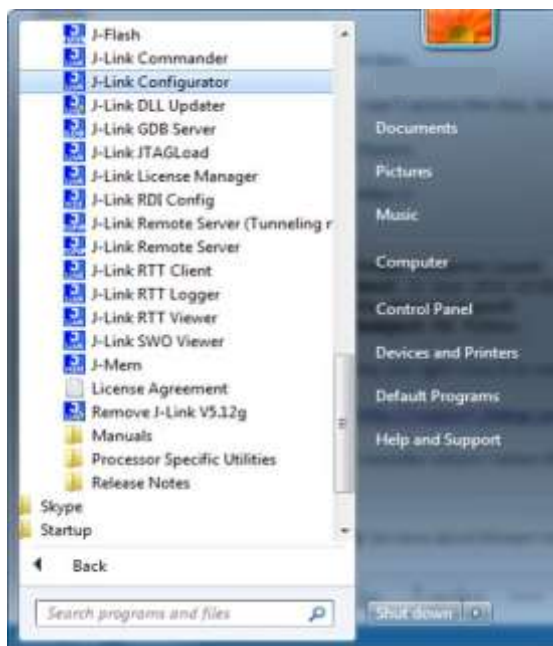 J-Flash
J-Link Commander
J-Link Configurator
J-Link DLL Updater
J-Link GDB Server
J-Link JTAGLoad
J-Link License Manager
J-Link RDI Config
J-Link Remote Server (Tunneling r
J-Link Remote Server
J-Link RTT Client
J-Link RTT Logger
J-Link RTT Viewer
J-Link SWO Viewer
J-Mem
License Agreement
Remove J-Link V5.12g
Manuals
Processor Specific Utilities
Release Notes
Skype
Startup
Back
Search programs and files
Documents
Pictures
Music
Computer
Control Panel
Devices and Printers
Default Programs
Help and Support
Shut down